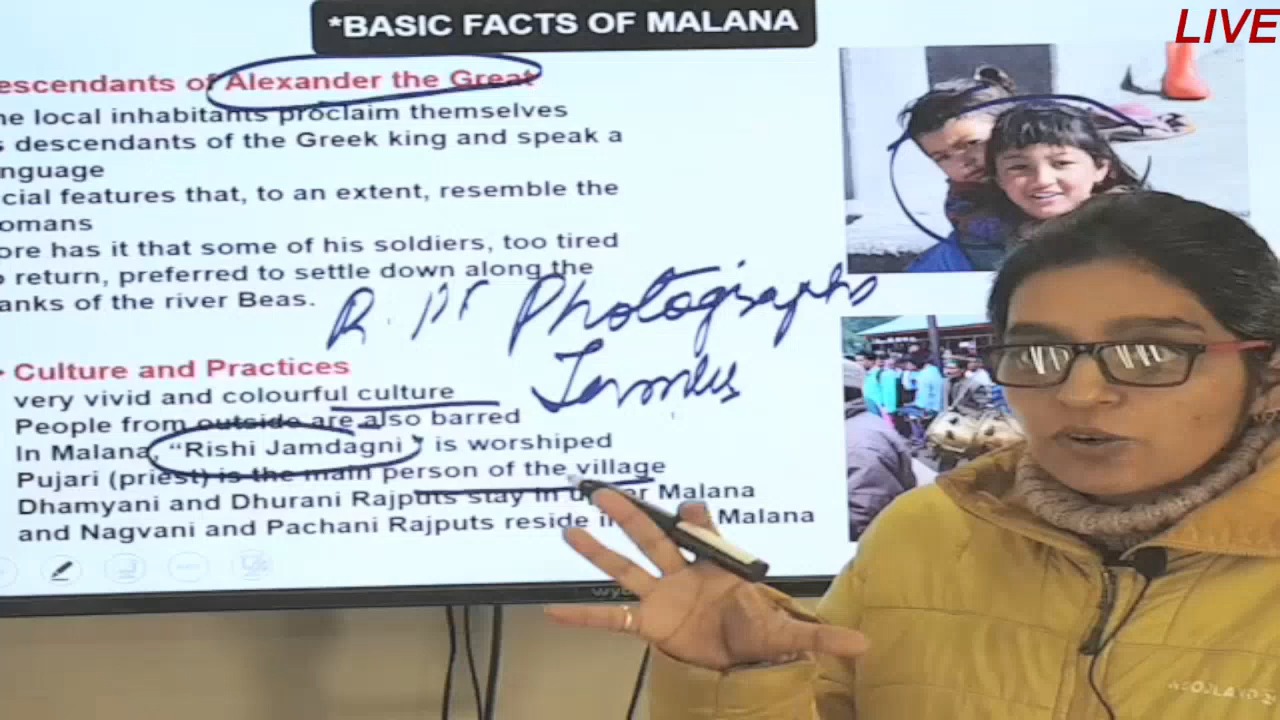 *BASIC FACTS OF MALANA
LIVE
escendants of Alexander the Great
he local inhabitants proclaim themselves
s descendants of the Greek king and speak a
nguage
cial features that, to an extent, resemble the
omans
ore has it that some of his soldiers, too tired
o return, preferred to settle down along the
anks of the river Beas.
Photographs
Culture and Practices
very vivid and colourful culture
People from outside are also barred
In Malana, “Rishi Jamdagni” is worshiped
Pujari (priest) is the main person of the village
Dhamyani and Dhurani Rajputs stay in upper Malana
and Nagvani and Pachani Rajputs reside in Malana